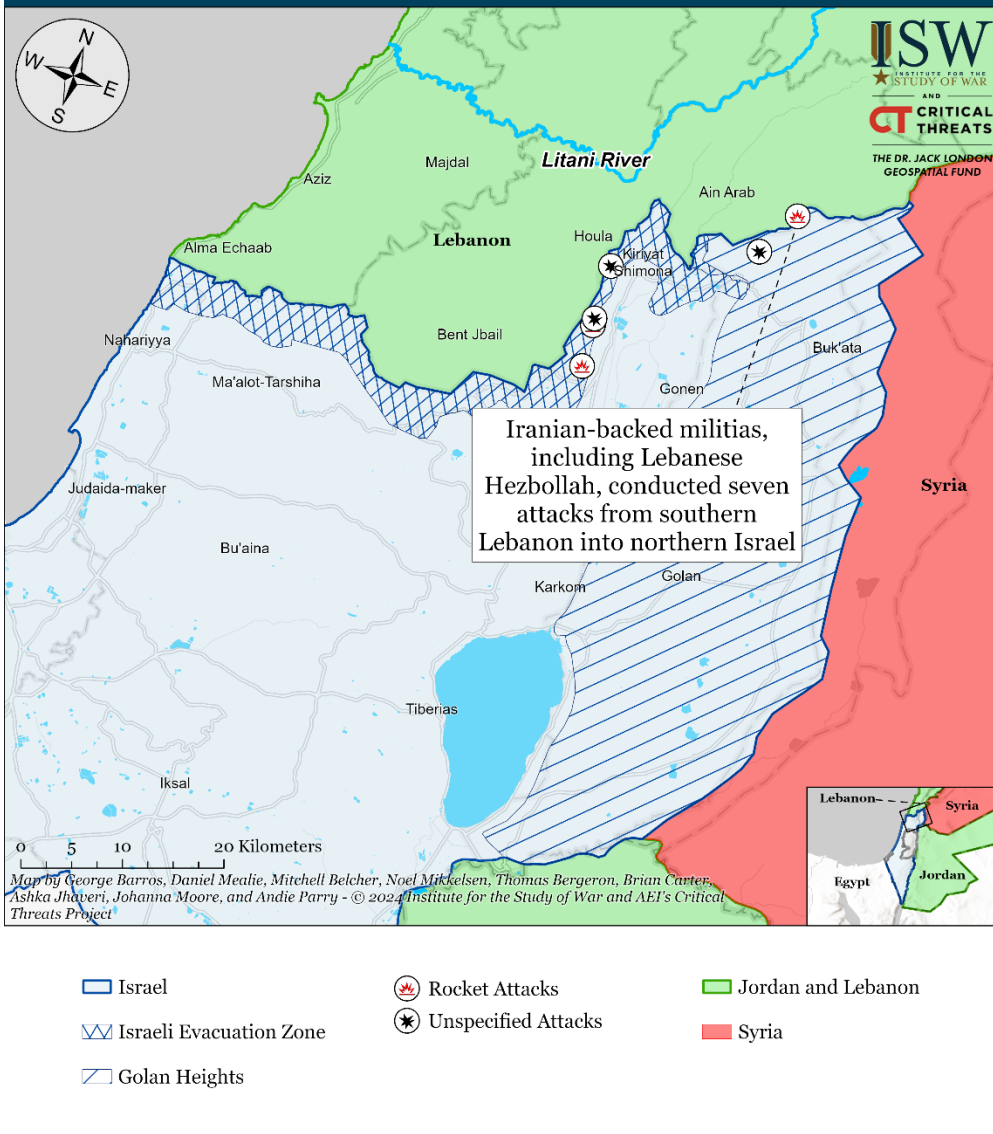 N
W
E
S
ISW
INSTITUTE FOR THE
STUDY OF WAR
AND
CT CRITICAL
THREATS
THE DR. JACK LONDON
GEOSPATIAL FUND
Majdal
Litani River
Aziz
Ain Arab
Alma Echaab
Lebanon
Houla
Kiriyat
Shimona
Nahariyya
Bent Jbail
Buk'ata
Ma'alot-Tarshiha
Gonen
Iranian-backed militias,
including Lebanese
Hezbollah, conducted seven
attacks from southern
Lebanon into northern Israel
Judaida-maker
Syria
Bu'aina
Karkom
Golan
Tiberias
Iksal
Lebanon
Syria
Egypt
Jordan
0 5 10 20 Kilometers
Map by George Barros, Daniel Mealie, Mitchell Belcher, Noel Mikkelsen, Thomas Bergeron, Brian Carter,
Ashka Jhaveri, Johanna Moore, and Andie Parry - © 2024 Institute for the Study of War and AEI's Critical
Threats Project
Israel
Israeli Evacuation Zone
Golan Heights
Rocket Attacks
Unspecified Attacks
Jordan and Lebanon
Syria